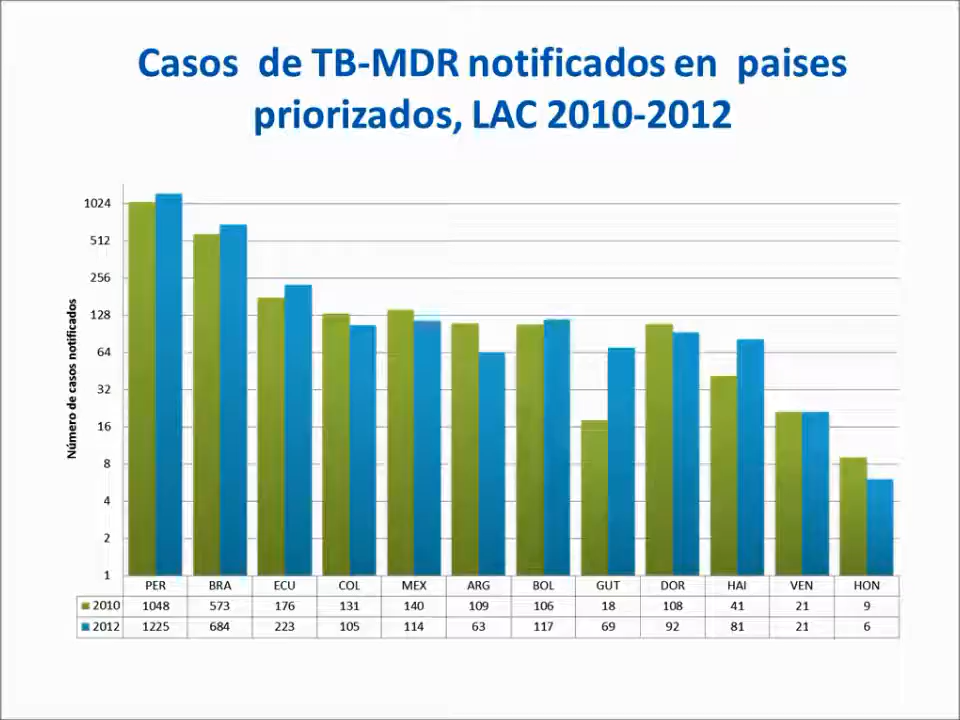 Casos de TB-MDR notificados en paises
priorizados, LAC 2010-2012
Número de casos notificados
1024
512
256
128
64
32
16
8
4
2
1
PER BRA ECU COL MEX ARG BOL GUT DOR HAI VEN HON
2010 1048 573 176 131 140 109 106 18 108 41 21 9
2012 1225 684 223 105 114 63 117 69 92 81 21 6